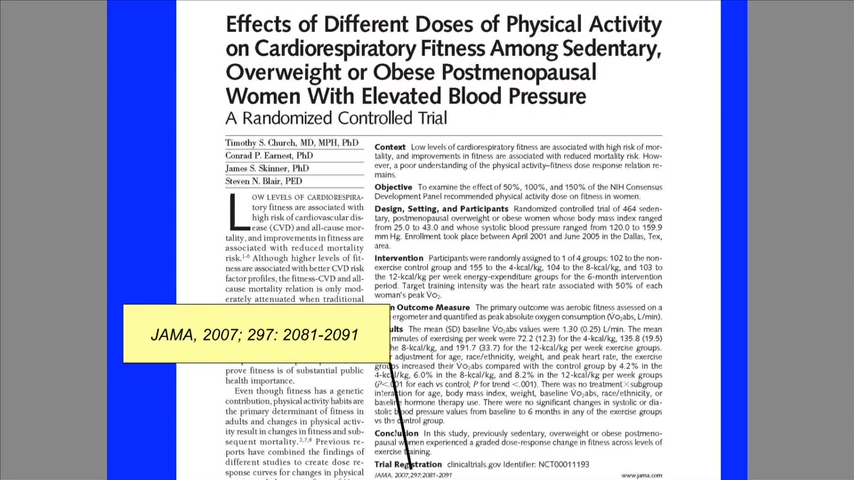 Effects of Different Doses of Physical Activity
on Cardiorespiratory Fitness Among Sedentary,
Overweight or Obese Postmenopausal
Women With Elevated Blood Pressure
A Randomized Controlled Trial
Timothy S. Church, MD, MPH, PhD
Conrad P. Earnest, PhD
James S. Skinner, PhD
Steven N. Blair, PED
LOW LEVELS OF CARDIORESPIRA-
tory fitness are associated with
high risk of cardiovascular dis-
ease (CVD) and all-cause mor-
tality, and improvements in fitness are
associated with reduced mortality
risk.1-6 Although higher levels of fit-
ness are associated with better CVD risk
factor profiles, the fitness-CVD and all-
cause mortality relation is only mod-
erately attenuated when traditional
JAMA, 2007; 297: 2081-2091
prove fitness is of substantial public
health importance.
Even though fitness has a genetic
contribution, physical activity habits are
the primary determinant of fitness in
adults and changes in physical activ-
ity result in changes in fitness and sub-
sequent mortality.2,7,8 Previous re-
ports have combined the findings of
different studies to create dose re-
sponse curves for changes in physical
Context Low levels of cardiorespiratory fitness are associated with high risk of mor-
tality, and improvements in fitness are associated with reduced mortality risk. How-
ever, a poor understanding of the physical activity–fitness dose response relation re-
mains.
Objective To examine the effect of 50%, 100%, and 150% of the NIH Consensus
Development Panel recommended physical activity dose on fitness in women.
Design, Setting, and Participants Randomized controlled trial of 464 seden-
tary, postmenopausal overweight or obese women whose body mass index ranged
from 25.0 to 43.0 and whose systolic blood pressure ranged from 120.0 to 159.9
mm Hg. Enrollment took place between April 2001 and June 2005 in the Dallas, Tex,
area.
Intervention Participants were randomly assigned to 1 of 4 groups: 102 to the non-
exercise control group and 155 to the 4-kcal/kg, 104 to the 8-kcal/kg, and 103 to
the 12-kcal/kg per week energy-expenditure groups for the 6-month intervention
period. Target training intensity was the heart rate associated with 50% of each
woman's peak V̇O2.
n Outcome Measure The primary outcome was aerobic fitness assessed on a
ergometer and quantified as peak absolute oxygen consumption (V̇O2abs, L/min).
ults The mean (SD) baseline V̇O2abs values were 1.30 (0.25) L/min. The mean
minutes of exercising per week were 72.2 (12.3) for the 4-kcal/kg, 135.8 (19.5)
the 8-kcal/kg, and 191.7 (33.7) for the 12-kcal/kg per week exercise groups.
adjustment for age, race/ethnicity, weight, and peak heart rate, the exercise
groups increased their V̇O2abs compared with the control group by 4.2% in the
4-kcal/kg, 6.0% in the 8-kcal/kg, and 8.2% in the 12-kcal/kg per week groups
(P<.001 for each vs control; P for trend <.001). There was no treatment×subgroup
interaction for age, body mass index, weight, baseline V̇O2abs, race/ethnicity, or
baseline hormone therapy use. There were no significant changes in systolic or dia-
stolic blood pressure values from baseline to 6 months in any of the exercise groups
vs the control group.
Conclusion In this study, previously sedentary, overweight or obese postmeno-
pausal women experienced a graded dose-response change in fitness across levels of
exercise training.
Trial Registration clinicaltrials.gov Identifier: NCT00011193
JAMA. 2007;297:2081-2091 www.jama.com